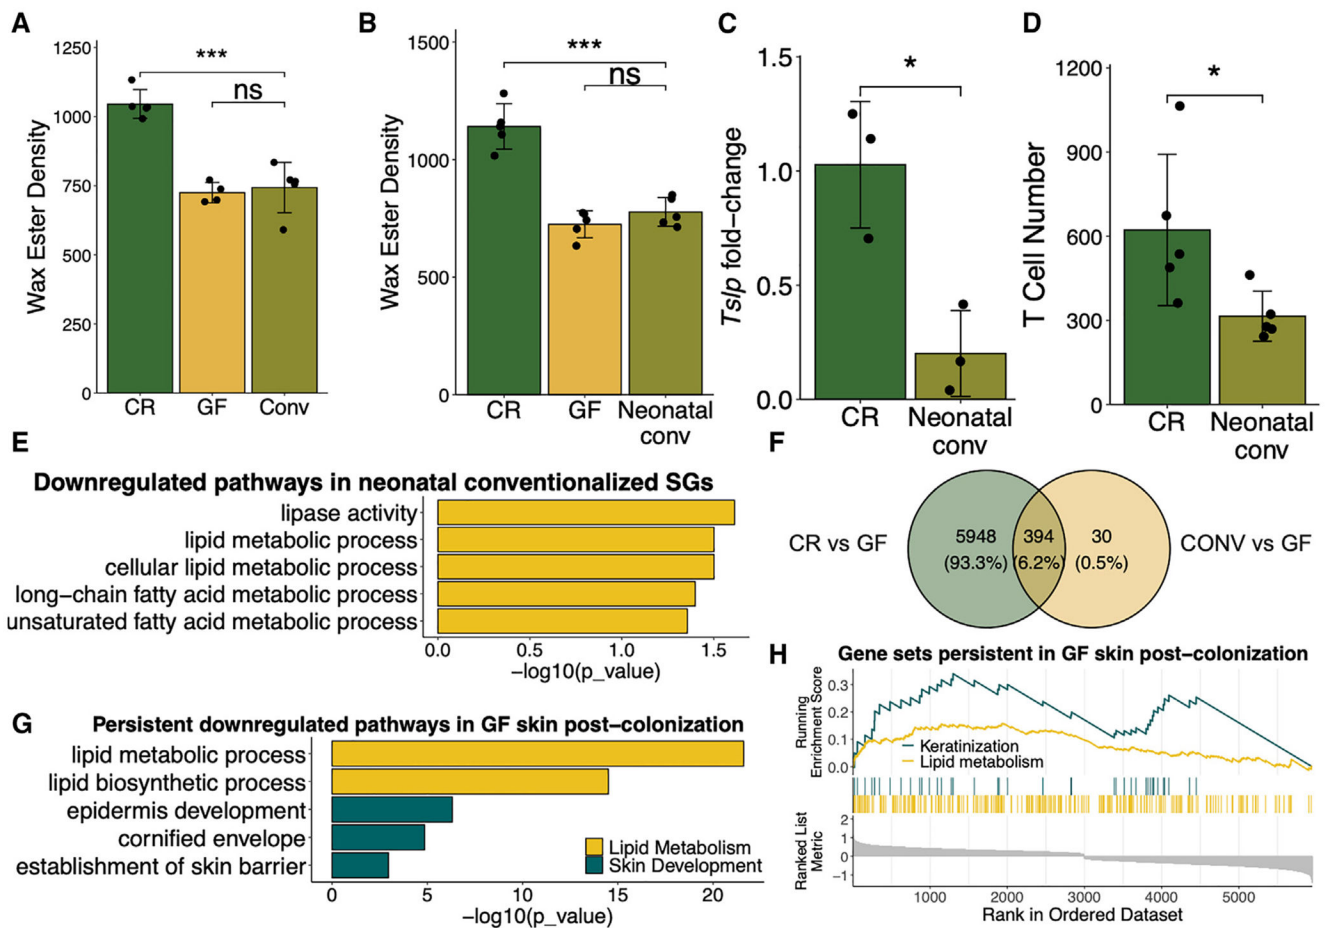 A
Wax Ester Density
1250
1000
750
500
250
0
***
ns
CR
GF
Conv
B
Wax Ester Density
1500
1000
500
0
***
ns
CR
GF
Neonatal
conv
C
Tslp fold−change
1.5
1.0
0.5
0.0
*
CR
Neonatal
conv
D
T Cell Number
1200
900
600
300
0
*
CR
Neonatal
conv
E
Downregulated pathways in neonatal conventionalized SGs
lipase activity
lipid metabolic process
cellular lipid metabolic process
long−chain fatty acid metabolic process
unsaturated fatty acid metabolic process
0.0
0.5
1.0
1.5
−log10(p_value)
F
CR vs GF
5948
(93.3%)
394
(6.2%)
30
(0.5%)
CONV vs GF
G
Persistent downregulated pathways in GF skin post−colonization
lipid metabolic process
lipid biosynthetic process
epidermis development
cornified envelope
establishment of skin barrier
Lipid Metabolism
Skin Development
0
5
10
15
20
−log10(p_value)
H
Gene sets persistent in GF skin post−colonization
Running
Enrichment Score
0.3
0.2
0.1
0.0
Keratinization
Lipid metabolism
Ranked List
Metric
2
1
0
−1
1000
2000
3000
4000
5000
Rank in Ordered Dataset